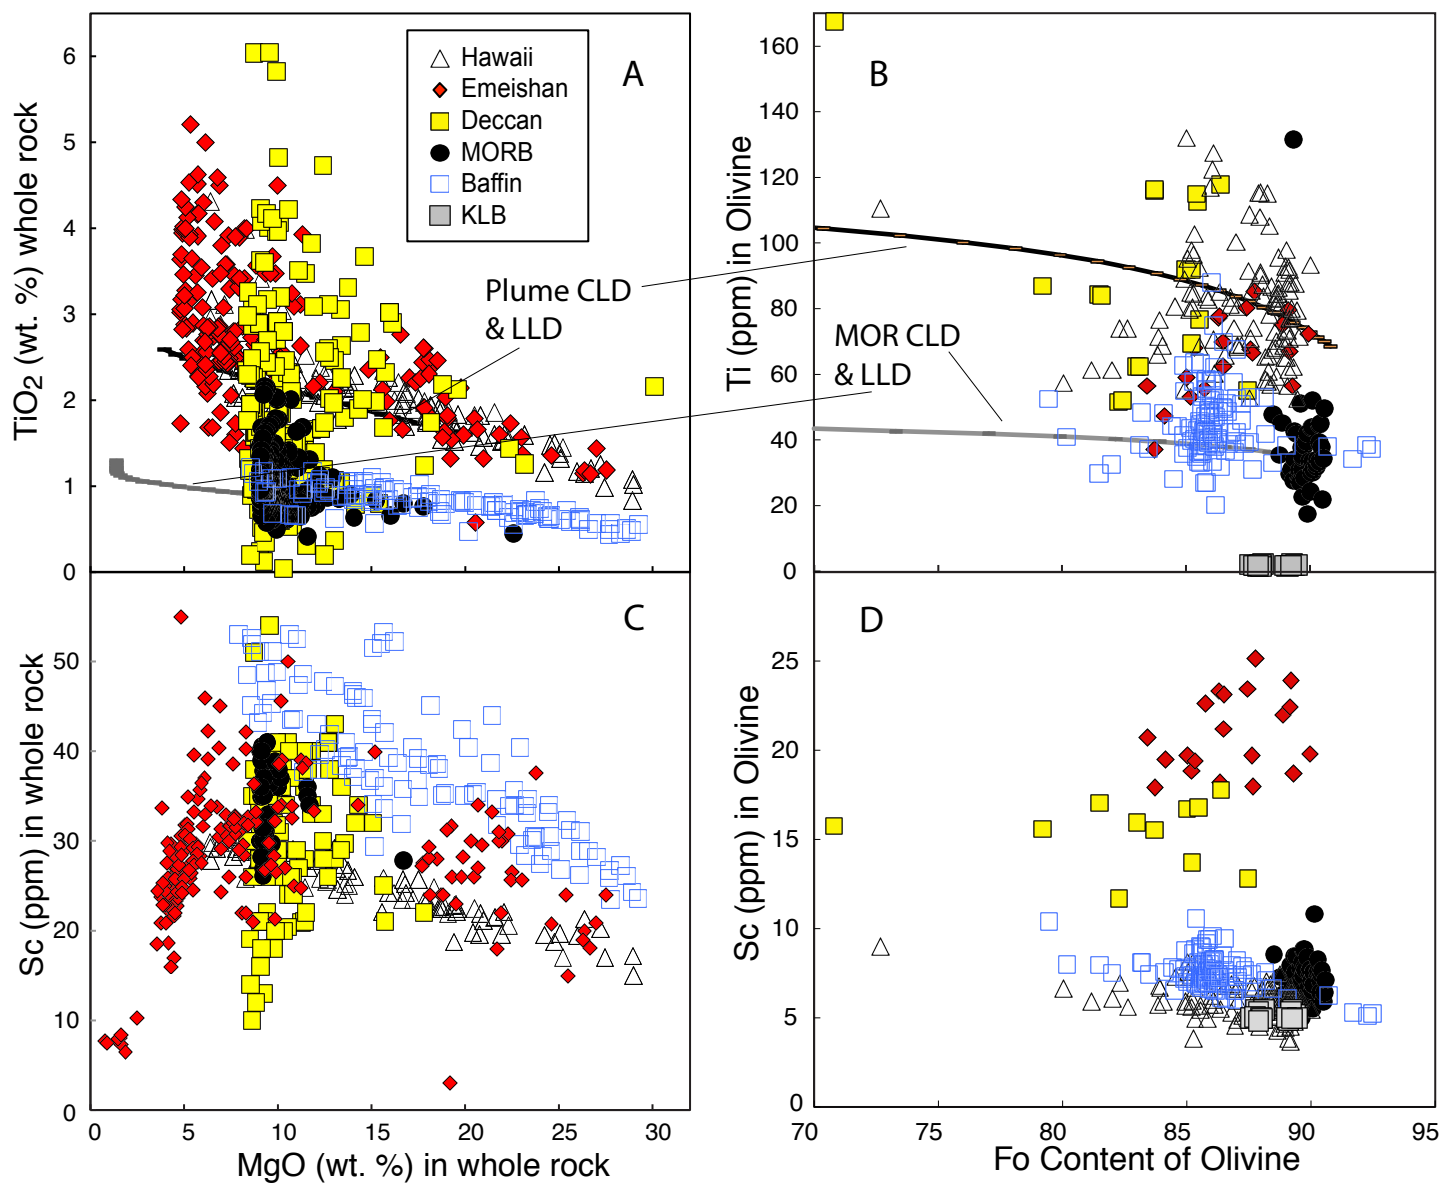 TiO2 (wt. %) whole rock
6
5
4
3
2
1
0
A
Hawaii
Emeishan
Deccan
MORB
Baffin
KLB
Plume CLD
& LLD
Ti (ppm) in Olivine
160
140
120
100
80
60
40
20
0
B
MOR CLD
& LLD
Sc (ppm) in whole rock
50
40
30
20
10
0
C
0 5 10 15 20 25 30
MgO (wt. %) in whole rock
Sc (ppm) in Olivine
25
20
15
10
5
0
D
70 75 80 85 90 95
Fo Content of Olivine